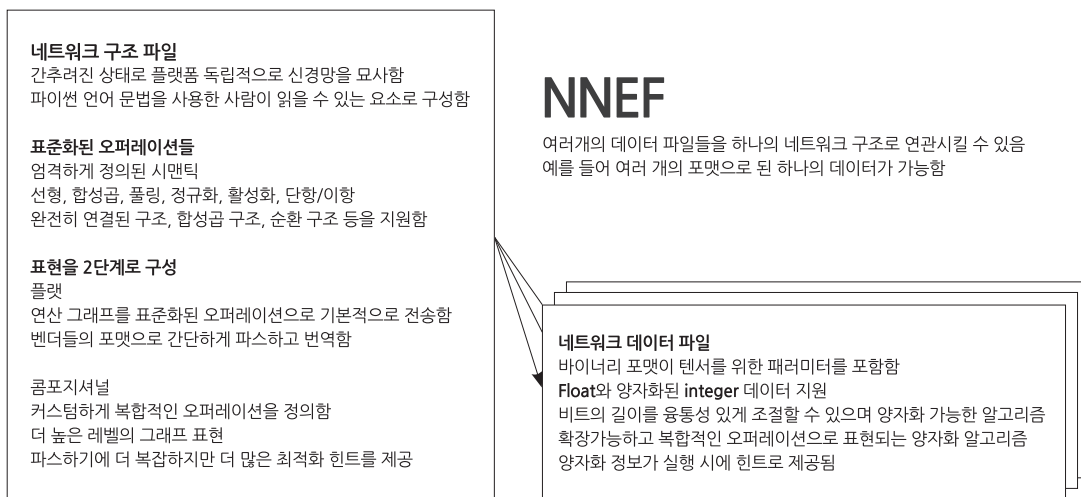 네트워크 구조 파일
간추려진 상태로 플랫폼 독립적으로 신경망을 묘사함
파이썬 언어 문법을 사용한 사람이 읽을 수 있는 요소로 구성함
표준화된 오퍼레이션들
엄격하게 정의된 시맨틱
선형, 합성곱, 풀링, 정규화, 활성화, 단항/이항
완전히 연결된 구조, 합성곱 구조, 순환 구조 등을 지원함
표현을 2단계로 구성
플랫
연산 그래프를 표준화된 오퍼레이션으로 기본적으로 전송함
벤더들의 포맷으로 간단하게 파스하고 번역함
콤포지셔널
커스텀하게 복합적인 오퍼레이션을 정의함
더 높은 레벨의 그래프 표현
파스하기에 더 복잡하지만 더 많은 최적화 힌트를 제공
NNEF
여러개의 데이터 파일들을 하나의 네트워크 구조로 연관시킬 수 있음
예를 들어 여러 개의 포맷으로 된 하나의 데이터가 가능함
네트워크 데이터 파일
바이너리 포맷이 텐서를 위한 패러미터를 포함함
Float와 양자화된 integer 데이터 지원
비트의 길이를 융통성 있게 조절할 수 있으며 양자화 가능한 알고리즘
확장가능하고 복합적인 오퍼레이션으로 표현되는 양자화 알고리즘
양자화 정보가 실행 시에 힌트로 제공됨